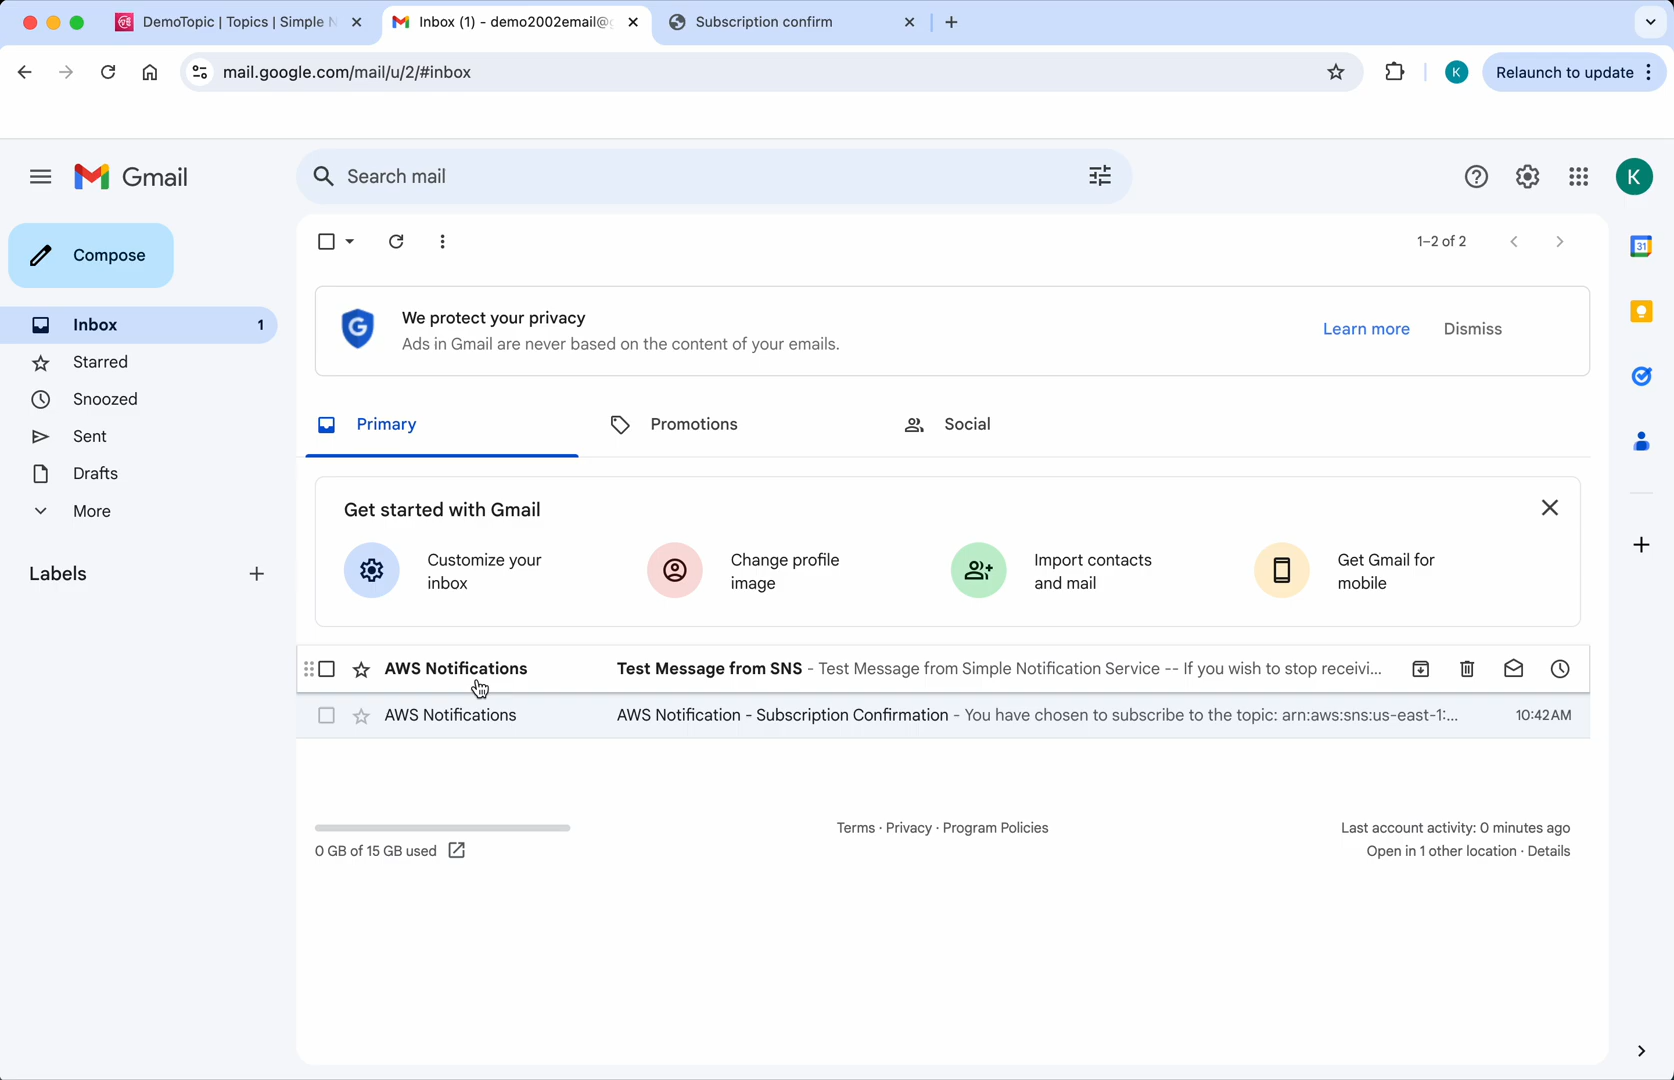 DemoTopic | Topics | Simple N
Inbox (1) - demo2002email@
Subscription confirm
mail.google.com/mail/u/2/#inbox
K
Relaunch to update
Gmail
Search mail
K
Compose
1–2 of 2
31
We protect your privacy
Ads in Gmail are never based on the content of your emails.
Learn more
Dismiss
Inbox 1
Starred
Snoozed
Sent
Drafts
More
Labels
Primary
Promotions
Social
Get started with Gmail
Customize your
inbox
Change profile
image
Import contacts
and mail
Get Gmail for
mobile
AWS Notifications Test Message from SNS - Test Message from Simple Notification Service -- If you wish to stop receivi...
AWS Notifications AWS Notification - Subscription Confirmation - You have chosen to subscribe to the topic: arn:aws:sns:us-east-1:... 10:42 AM
0 GB of 15 GB used
Terms · Privacy · Program Policies
Last account activity: 0 minutes ago
Open in 1 other location · Details